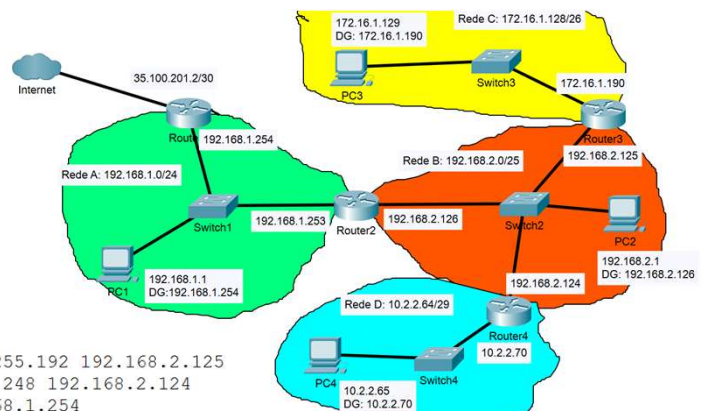 172.16.1.129
DG: 172.16.1.190
Rede C: 172.16.1.128/26
PC3
Switch3
172.16.1.190
Router3
Internet
35.100.201.2/30
Route
192.168.1.254
Rede A: 192.168.1.0/24
Switch1
192.168.1.253
PC1
192.168.1.1
DG:192.168.1.254
Router2
Rede B: 192.168.2.0/25
192.168.2.125
192.168.2.126
Switch2
PC2
192.168.2.1
DG: 192.168.2.126
192.168.2.124
Rede D: 10.2.2.64/29
Router4
10.2.2.70
PC4
Switch4
10.2.2.65
DG: 10.2.2.70
255.192 192.168.2.125
248 192.168.2.124
58.1.254